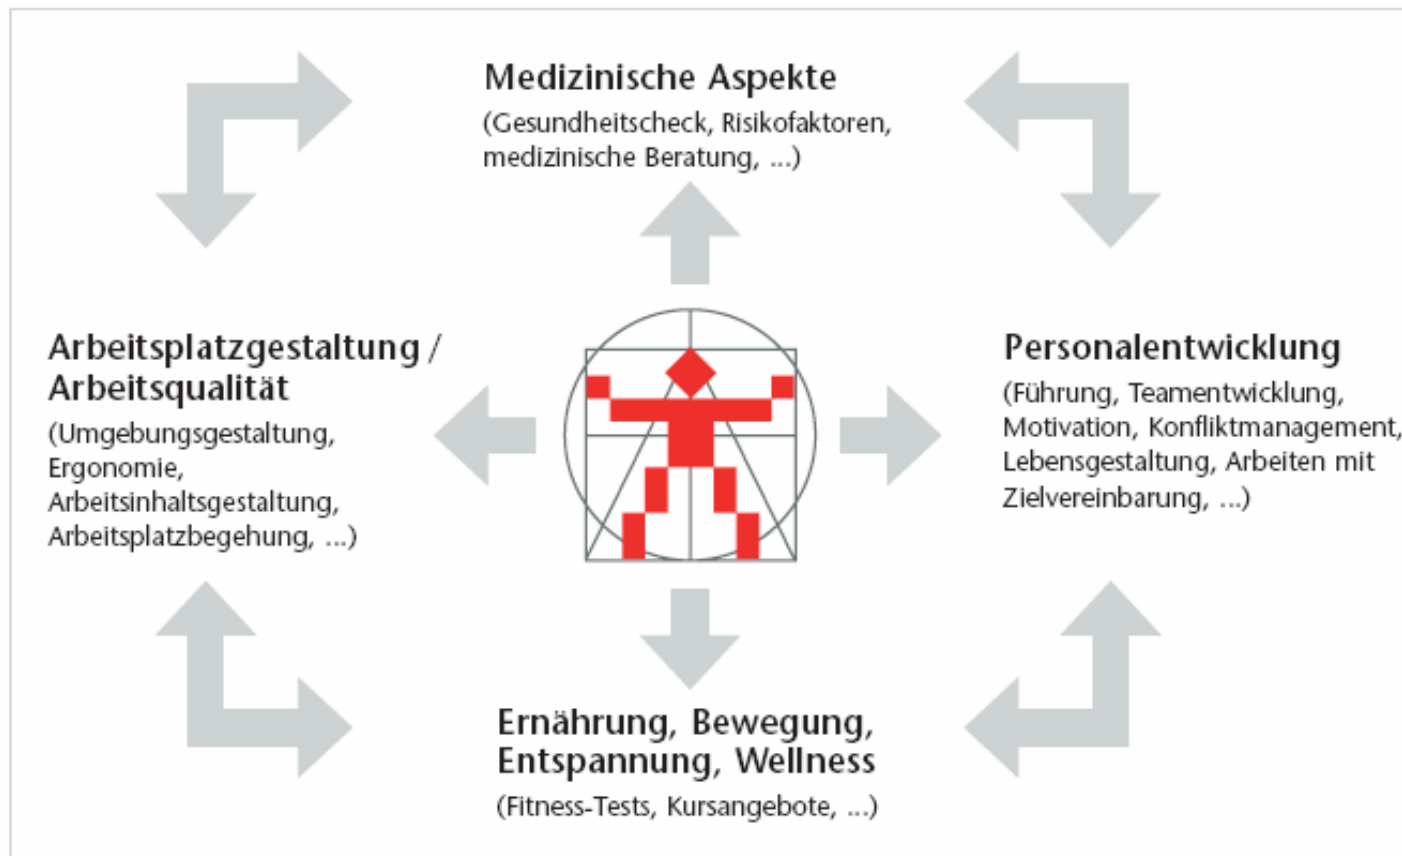 Medizinische Aspekte
(Gesundheitscheck, Risikofaktoren,
medizinische Beratung, ...)
Arbeitsplatzgestaltung /
Arbeitsqualität
(Umgebungsgestaltung,
Ergonomie,
Arbeitsinhaltsgestaltung,
Arbeitsplatzbegehung, ...)
Personalentwicklung
(Führung, Teamentwicklung,
Motivation, Konfliktmanagement,
Lebensgestaltung, Arbeiten mit
Zielvereinbarung, ...)
Ernährung, Bewegung,
Entspannung, Wellness
(Fitness-Tests, Kursangebote, ...)